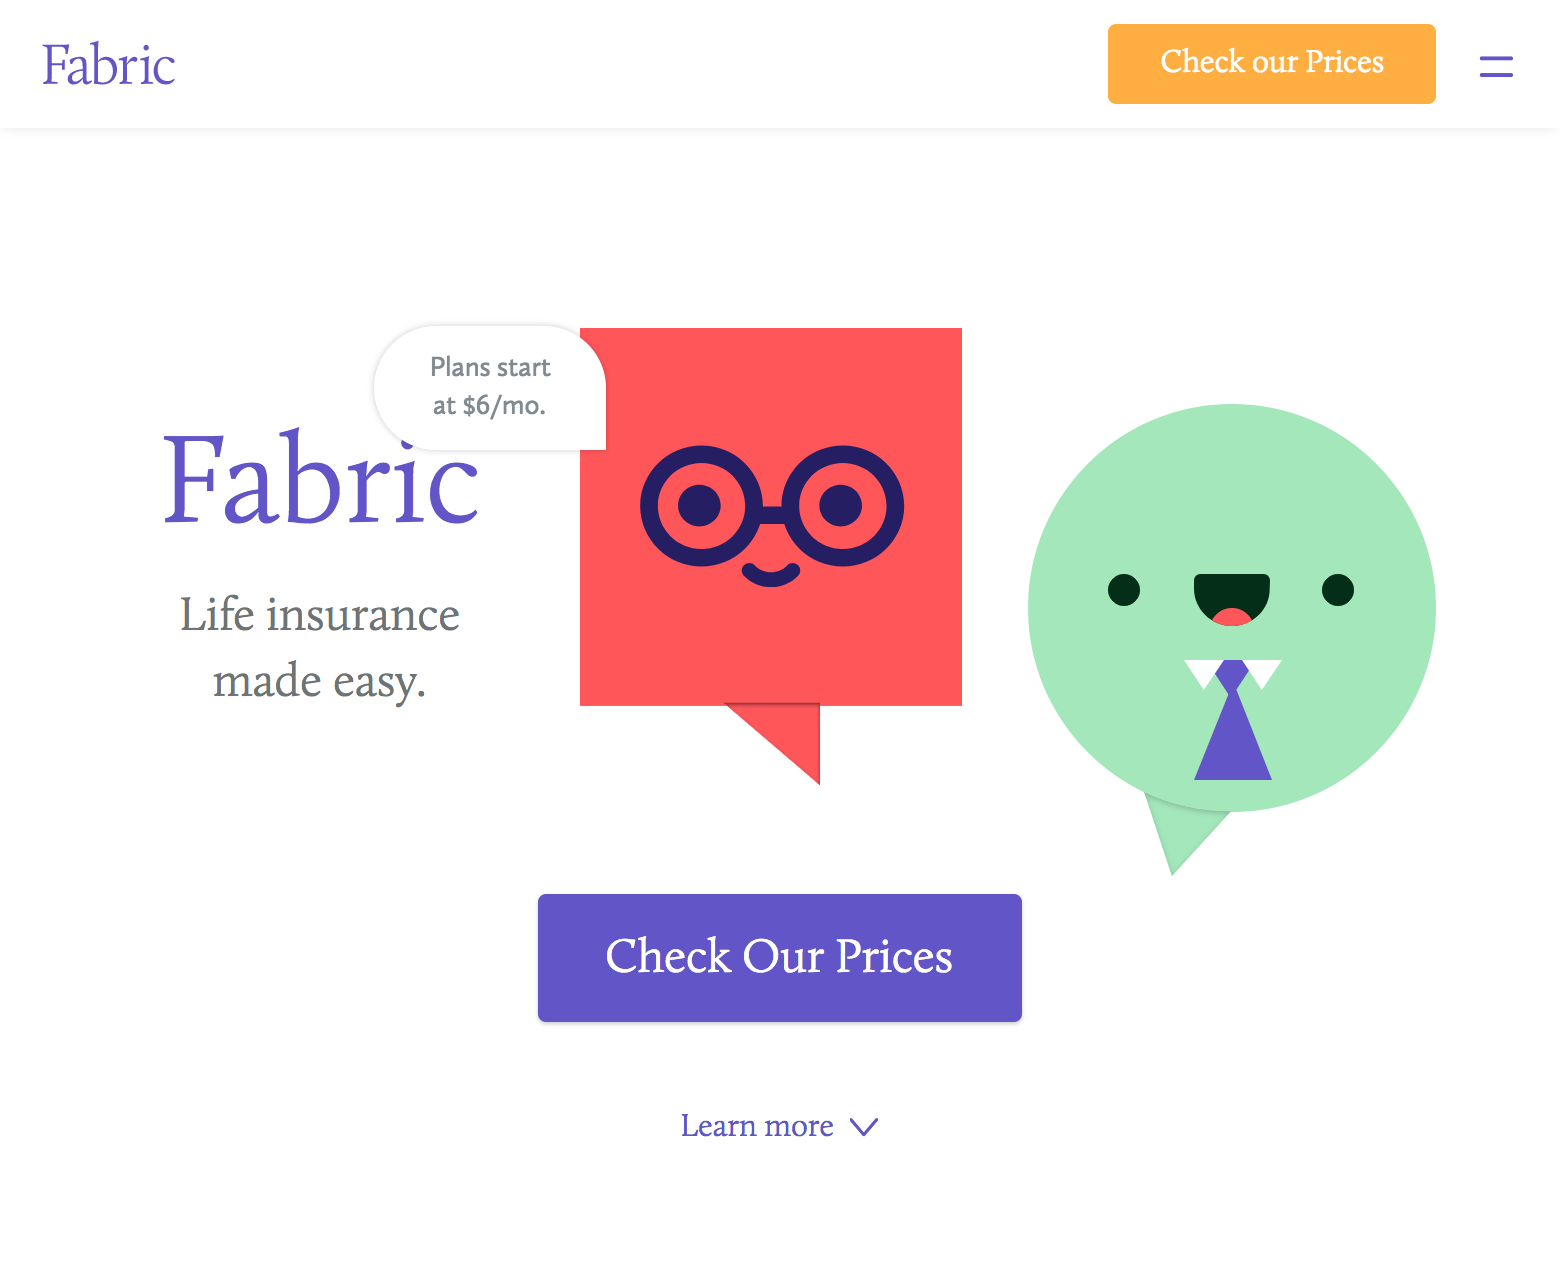 Fabric
Check our Prices
Plans start
at $6/mo.
Fabric
Life insurance
made easy.
Check Our Prices
Learn more